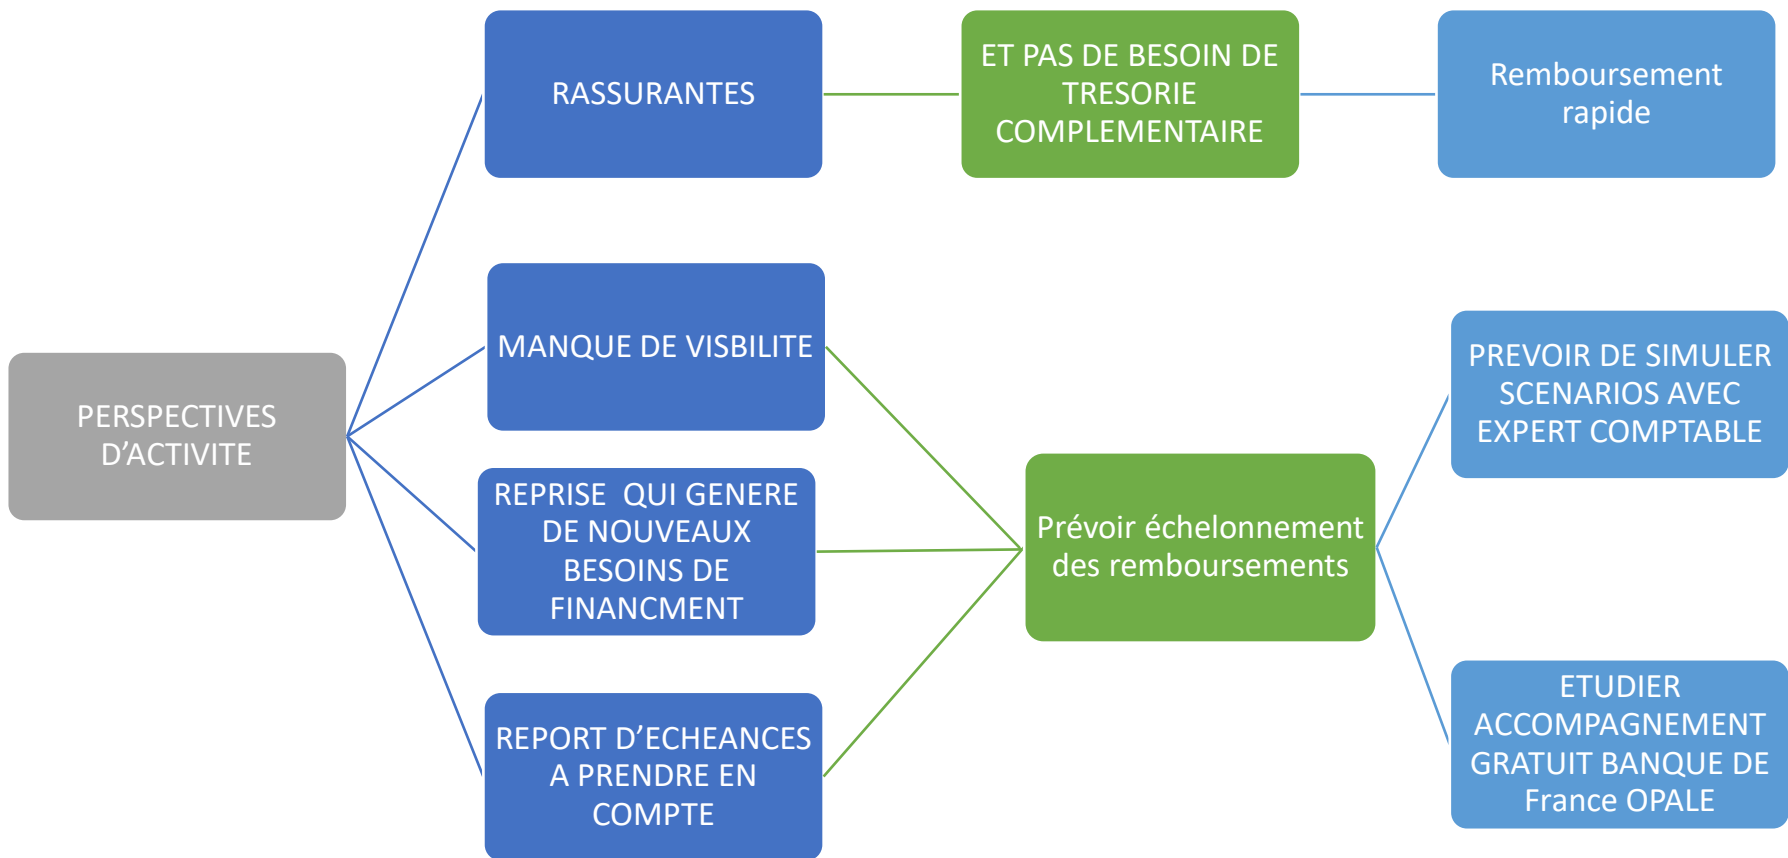 PERSPECTIVES
D’ACTIVITE
RASSURANTES
ET PAS DE BESOIN DE
TRESORIE
COMPLEMENTAIRE
Remboursement
rapide
MANQUE DE VISBILITE
REPRISE  QUI GENERE
DE NOUVEAUX
BESOINS DE
FINANCMENT
REPORT D’ECHEANCES
A PRENDRE EN
COMPTE
Prévoir échelonnement
des remboursements
PREVOIR DE SIMULER
SCENARIOS AVEC
EXPERT COMPTABLE
ETUDIER
ACCOMPAGNEMENT
GRATUIT BANQUE DE
France OPALE